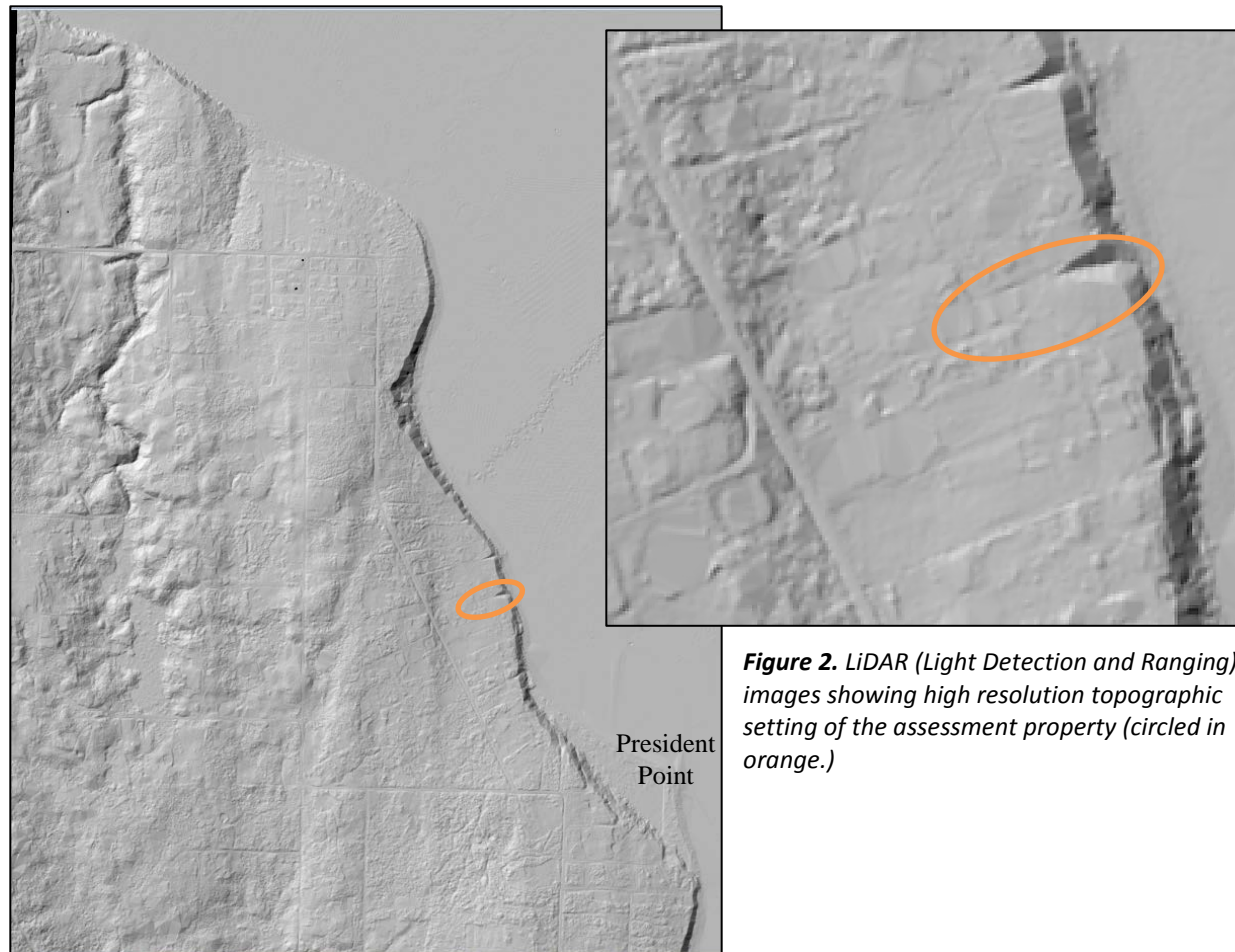 President
Point
Figure 2. LiDAR (Light Detection and Ranging)
images showing high resolution topographic
setting of the assessment property (circled in
orange.)